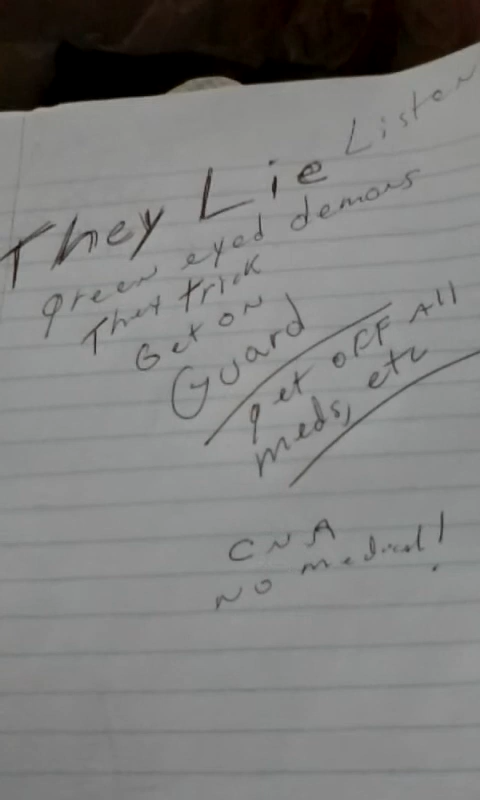 They Lie Listen
green eyed demons
They trick
Get on
Guard
get off All
meds, etc
CNA
No medical!